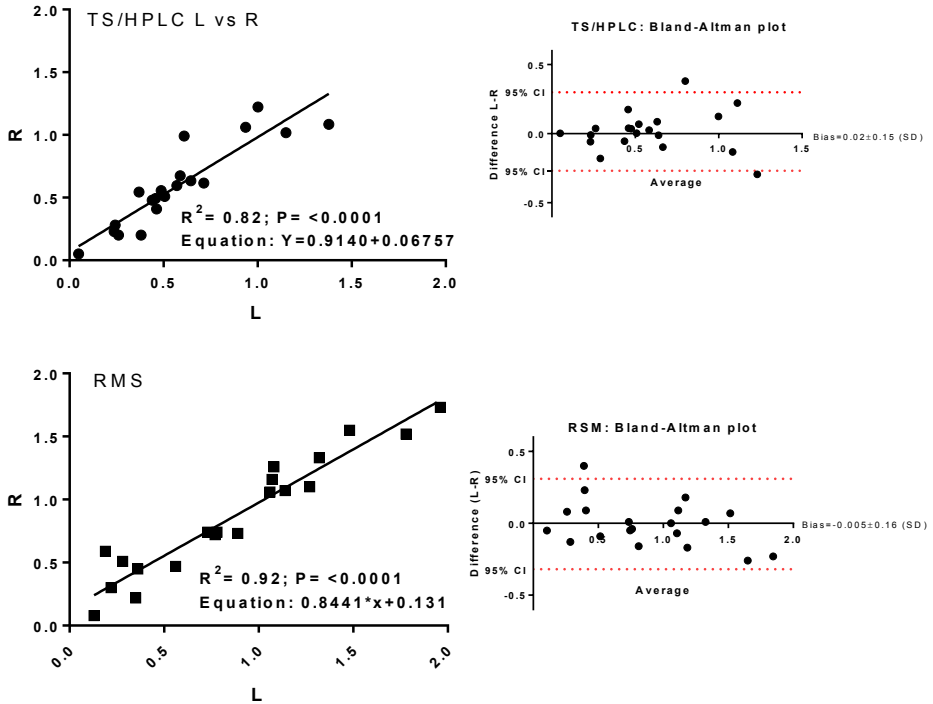 TS/HPLC L vs R
2.0
1.5
1.0
0.5
0.0
R
R2= 0.82; P= <0.0001
Equation: Y=0.9140+0.06757
0.0 0.5 1.0 1.5 2.0
L
TS/HPLC: Bland-Altman plot
Difference L-R
0.5
95% CI
0.0
95% CI
-0.5
0.5 1.0 1.5
Bias=0.02±0.15 (SD)
Average
RMS
2.0
1.5
1.0
0.5
0.0
R
R2= 0.92; P= <0.0001
Equation: 0.8441*x+0.131
0.0 0.5 1.0 1.5 2.0
L
RSM: Bland-Altman plot
Difference (L-R)
0.5
95% CI
0.0
95% CI
-0.5
0.5 1.0 1.5 2.0
Bias=-0.005±0.16 (SD)
Average